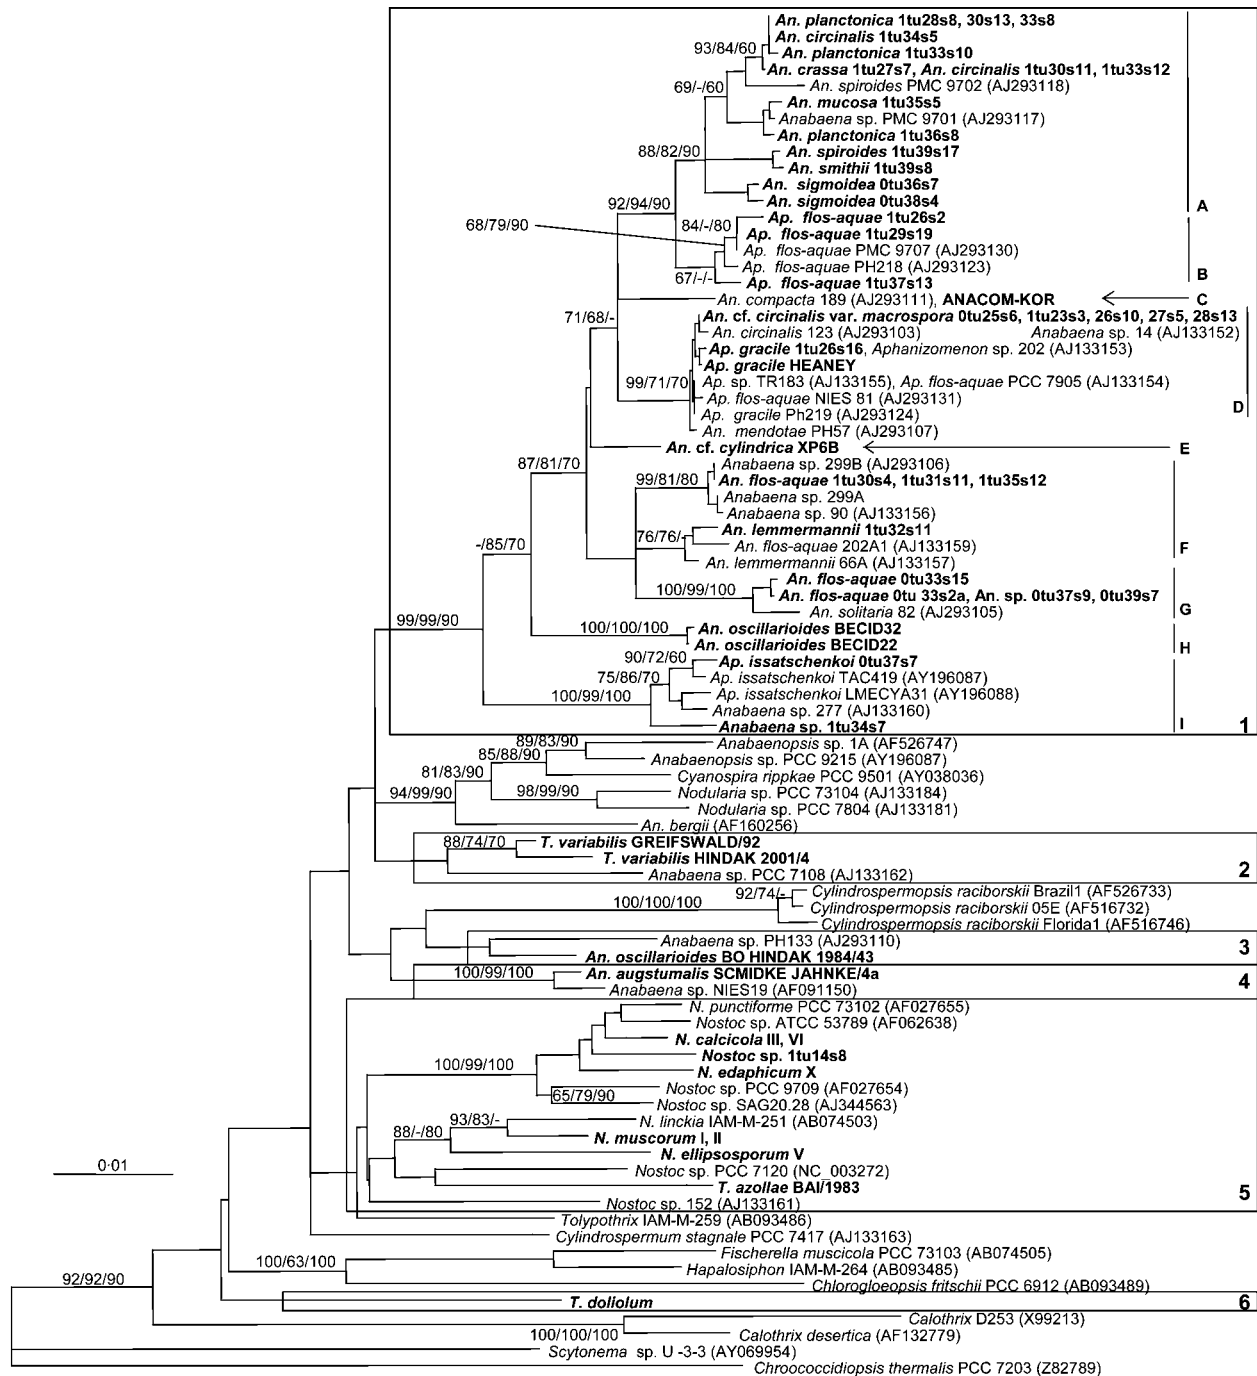 An. planctonica 1tu28s8, 30s13, 33s8
An. circinalis 1tu34s5
93/84/60
An. planctonica 1tu33s10
An. crassa 1tu27s7, An. circinalis 1tu30s11, 1tu33s12
69/-/60
An. spiroides PMC 9702 (AJ293118)
An. mucosa 1tu35s5
Anabaena sp. PMC 9701 (AJ293117)
An. planctonica 1tu36s8
88/82/90
An. spiroides 1tu39s17
An. smithii 1tu39s8
An. sigmoidea 0tu36s7
92/94/90
An. sigmoidea 0tu38s4
A
Ap. flos-aquae 1tu26s2
68/79/90
84/-/80
Ap. flos-aquae 1tu29s19
Ap. flos-aquae PMC 9707 (AJ293130)
Ap. flos-aquae PH218 (AJ293123)
B
67/-/-
Ap. flos-aquae 1tu37s13
An. compacta 189 (AJ293111), ANACOM-KOR
C
71/68/-
An. cf. circinalis var. macrospora 0tu25s6, 1tu23s3, 26s10, 27s5, 28s13
An. circinalis 123 (AJ293103)
Anabaena sp. 14 (AJ133152)
Ap. gracile 1tu26s16, Aphanizomenon sp. 202 (AJ133153)
Ap. gracile HEANEY
99/71/70
Ap. sp. TR183 (AJ133155), Ap. flos-aquae PCC 7905 (AJ133154)
Ap. flos-aquae NIES 81 (AJ293131)
D
Ap. gracile Ph219 (AJ293124)
An. mendotae PH57 (AJ293107)
An. cf. cylindrica XP6B
E
87/81/70
Anabaena sp. 299B (AJ293106)
99/81/80
An. flos-aquae 1tu30s4, 1tu31s11, 1tu35s12
Anabaena sp. 299A
Anabaena sp. 90 (AJ133156)
An. lemmermannii 1tu32s11
76/76/-
An. flos-aquae 202A1 (AJ133159)
F
-/85/70
An. lemmermannii 66A (AJ133157)
An. flos-aquae 0tu33s15
100/99/100
An. flos-aquae 0tu 33s2a, An. sp. 0tu37s9, 0tu39s7
An. solitaria 82 (AJ293105)
G
99/99/90
100/100/100
An. oscillarioides BECID32
An. oscillarioides BECID22
H
90/72/60
Ap. issatschenkoi 0tu37s7
75/86/70
Ap. issatschenkoi TAC419 (AY196087)
100/99/100
Ap. issatschenkoi LMECYA31 (AY196088)
Anabaena sp. 277 (AJ133160)
Anabaena sp. 1tu34s7
I
1
89/83/90
Anabaenopsis sp. 1A (AF526747)
85/88/90
Anabaenopsis sp. PCC 9215 (AY196087)
81/83/90
Cyanospira rippkae PCC 9501 (AY038036)
94/99/90
98/99/90
Nodularia sp. PCC 73104 (AJ133184)
Nodularia sp. PCC 7804 (AJ133181)
An. bergii (AF160256)
88/74/70
T. variabilis GREIFSWALD/92
T. variabilis HINDAK 2001/4
Anabaena sp. PCC 7108 (AJ133162)
2
92/74/-
Cylindrospermopsis raciborskii Brazil1 (AF526733)
100/100/100
Cylindrospermopsis raciborskii 05E (AF516732)
Cylindrospermopsis raciborskii Florida1 (AF516746)
Anabaena sp. PH133 (AJ293110)
3
An. oscillarioides BO HINDAK 1984/43
100/99/100
An. augstumalis SCMIDKE JAHNKE/4a
Anabaena sp. NIES19 (AF091150)
4
N. punctiforme PCC 73102 (AF027655)
Nostoc sp. ATCC 53789 (AF062638)
N. calcicola III, VI
Nostoc sp. 1tu14s8
100/99/100
N. edaphicum X
Nostoc sp. PCC 9709 (AF027654)
65/79/90
Nostoc sp. SAG20.28 (AJ344563)
93/83/-
N. linckia IAM-M-251 (AB074503)
88/-/80
N. muscorum I, II
N. ellipsosporum V
0·01
Nostoc sp. PCC 7120 (NC_003272)
T. azollae BAI/1983
5
Nostoc sp. 152 (AJ133161)
Tolypothrix IAM-M-259 (AB093486)
Cylindrospermum stagnale PCC 7417 (AJ133163)
Fischerella muscicola PCC 73103 (AB074505)
100/63/100
Hapalosiphon IAM-M-264 (AB093485)
92/92/90
Chlorogloeopsis fritschii PCC 6912 (AB093489)
T. doliolum
6
Calothrix D253 (X99213)
100/100/100
Calothrix desertica (AF132779)
Scytonema sp. U -3-3 (AY069954)
Chroococcidiopsis thermalis PCC 7203 (Z82789)